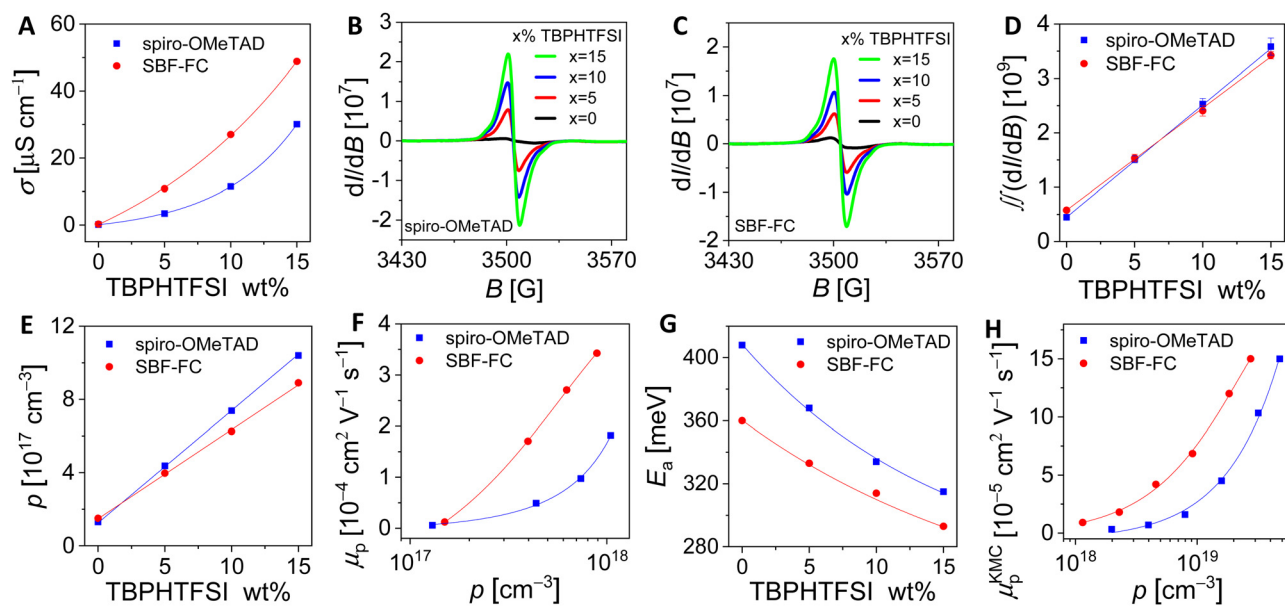 A
60
40
20
0
σ [µS cm⁻¹]
spiro-OMeTAD
SBF-FC
0 5 10 15
TBPHTFSI wt%
B
3
2
1
0
-1
-2
dI/dB [10⁷]
x% TBPHTFSI
x=15
x=10
x=5
x=0
spiro-OMeTAD
3430 3500 3570
B [G]
C
2
1
0
-1
-2
dI/dB [10⁷]
x% TBPHTFSI
x=15
x=10
x=5
x=0
SBF-FC
3430 3500 3570
B [G]
D
4
3
2
1
0
∬(dI/dB) [10⁹]
spiro-OMeTAD
SBF-FC
0 5 10 15
TBPHTFSI wt%
E
12
8
4
0
p [10¹⁷ cm⁻³]
spiro-OMeTAD
SBF-FC
0 5 10 15
TBPHTFSI wt%
F
4
3
2
1
0
μp [10⁻⁴ cm² V⁻¹ s⁻¹]
spiro-OMeTAD
SBF-FC
10¹⁷ 10¹⁸
p [cm⁻³]
G
400
360
320
280
Ea [meV]
spiro-OMeTAD
SBF-FC
0 5 10 15
TBPHTFSI wt%
H
15
10
5
0
μp^KMC [10⁻⁵ cm² V⁻¹ s⁻¹]
spiro-OMeTAD
SBF-FC
10¹⁸ 10¹⁹
p [cm⁻³]